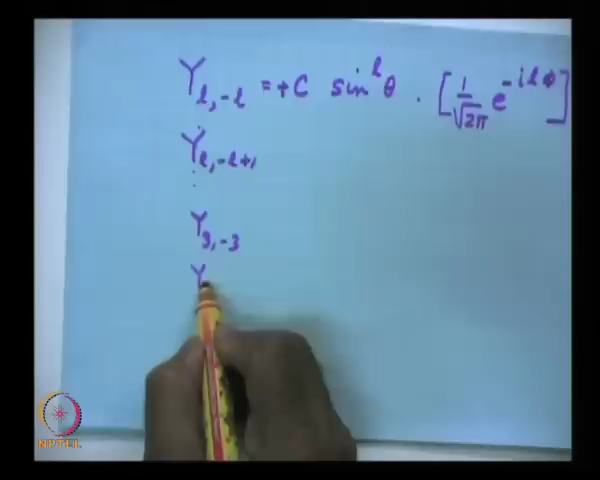 Y_{l,-l} = +C sin^l θ . [1/√2π e^{-ilφ}]
Y_{l,-l+1}
:
Y_{3,-3}
Y
NPTEL